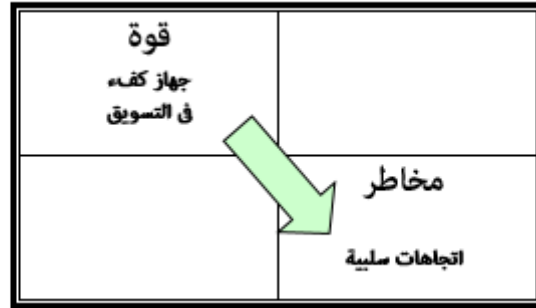 قوة
جهاز كفء
فى التسويق
مخاطر
اتجاهات سلبية